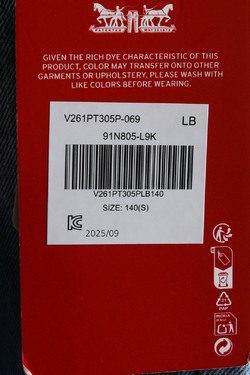 GIVEN THE RICH DYE CHARACTERISTIC OF THIS
PRODUCT, COLOR MAY TRANSFER ONTO OTHER
GARMENTS OR UPHOLSTERY. PLEASE WASH WITH
LIKE COLORS BEFORE WEARING.
V261PT305P-069 LB
91N805-L9K
V261PT305PLB140
SIZE: 140(S)
2025/09
PAP